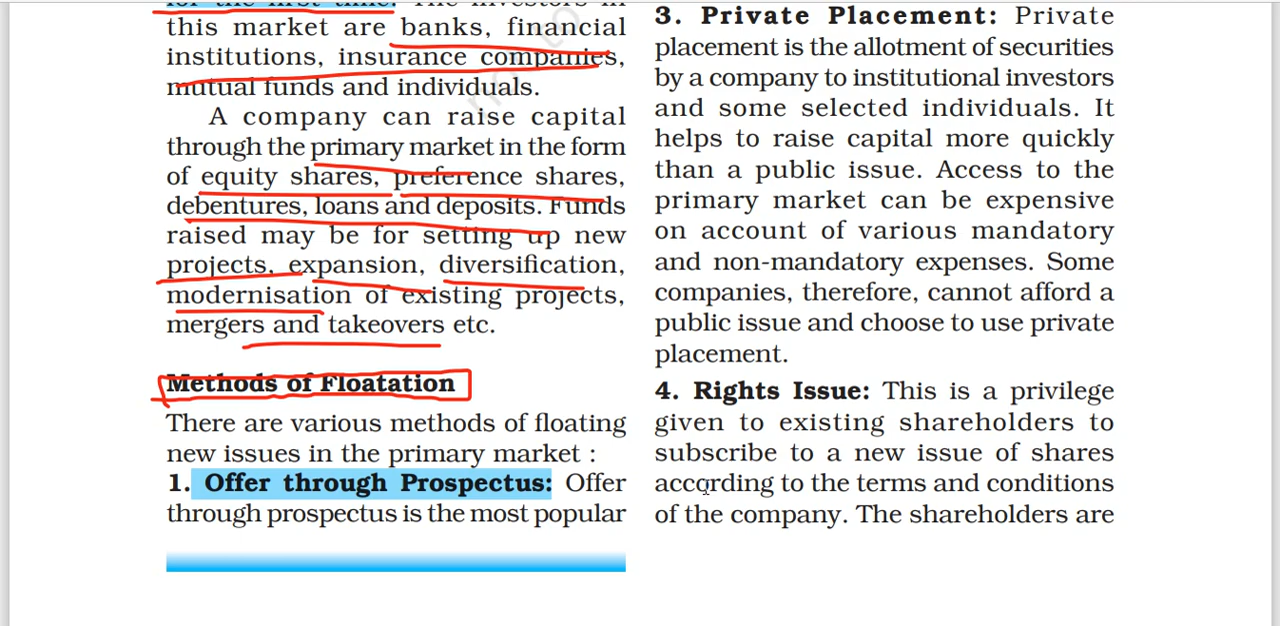 for the first time. The investors in
this market are banks, financial
institutions, insurance companies,
mutual funds and individuals.
A company can raise capital
through the primary market in the form
of equity shares, preference shares,
debentures, loans and deposits. Funds
raised may be for setting up new
projects, expansion, diversification,
modernisation of existing projects,
mergers and takeovers etc.
Methods of Floatation
There are various methods of floating
new issues in the primary market :
1. Offer through Prospectus: Offer
through prospectus is the most popular
3. Private Placement: Private
placement is the allotment of securities
by a company to institutional investors
and some selected individuals. It
helps to raise capital more quickly
than a public issue. Access to the
primary market can be expensive
on account of various mandatory
and non-mandatory expenses. Some
companies, therefore, cannot afford a
public issue and choose to use private
placement.
4. Rights Issue: This is a privilege
given to existing shareholders to
subscribe to a new issue of shares
according to the terms and conditions
of the company. The shareholders are